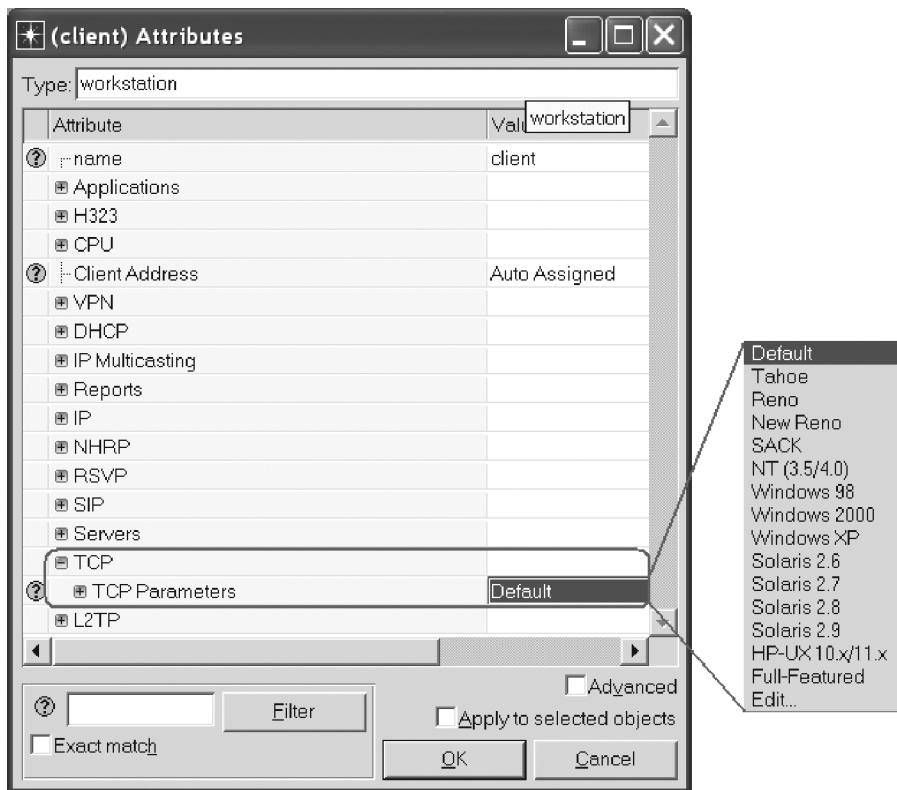 (client) Attributes
Type: workstation
workstation
Attribute
name client
Applications
H323
CPU
Client Address Auto Assigned
VPN
DHCP
IP Multicasting
Reports
IP
NHRP
RSVP
SIP
Servers
TCP
TCP Parameters Default
L2TP
Advanced
Filter
Apply to selected objects
Exact match
OK Cancel
Default
Tahoe
Reno
New Reno
SACK
NT (3.5/4.0)
Windows 98
Windows 2000
Windows XP
Solaris 2.6
Solaris 2.7
Solaris 2.8
Solaris 2.9
HP-UX 10.x/11.x
Full-Featured
Edit...